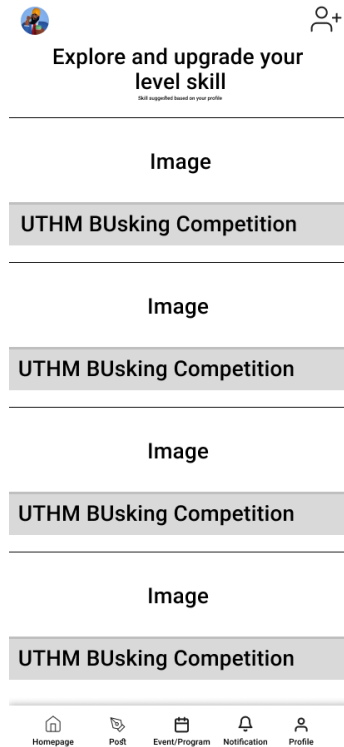 Explore and upgrade your
level skill
Skill suggestied based on your profile
Image
UTHM BUsking Competition
Image
UTHM BUsking Competition
Image
UTHM BUsking Competition
Image
UTHM BUsking Competition
Homepage Post Event/Program Notification Profile